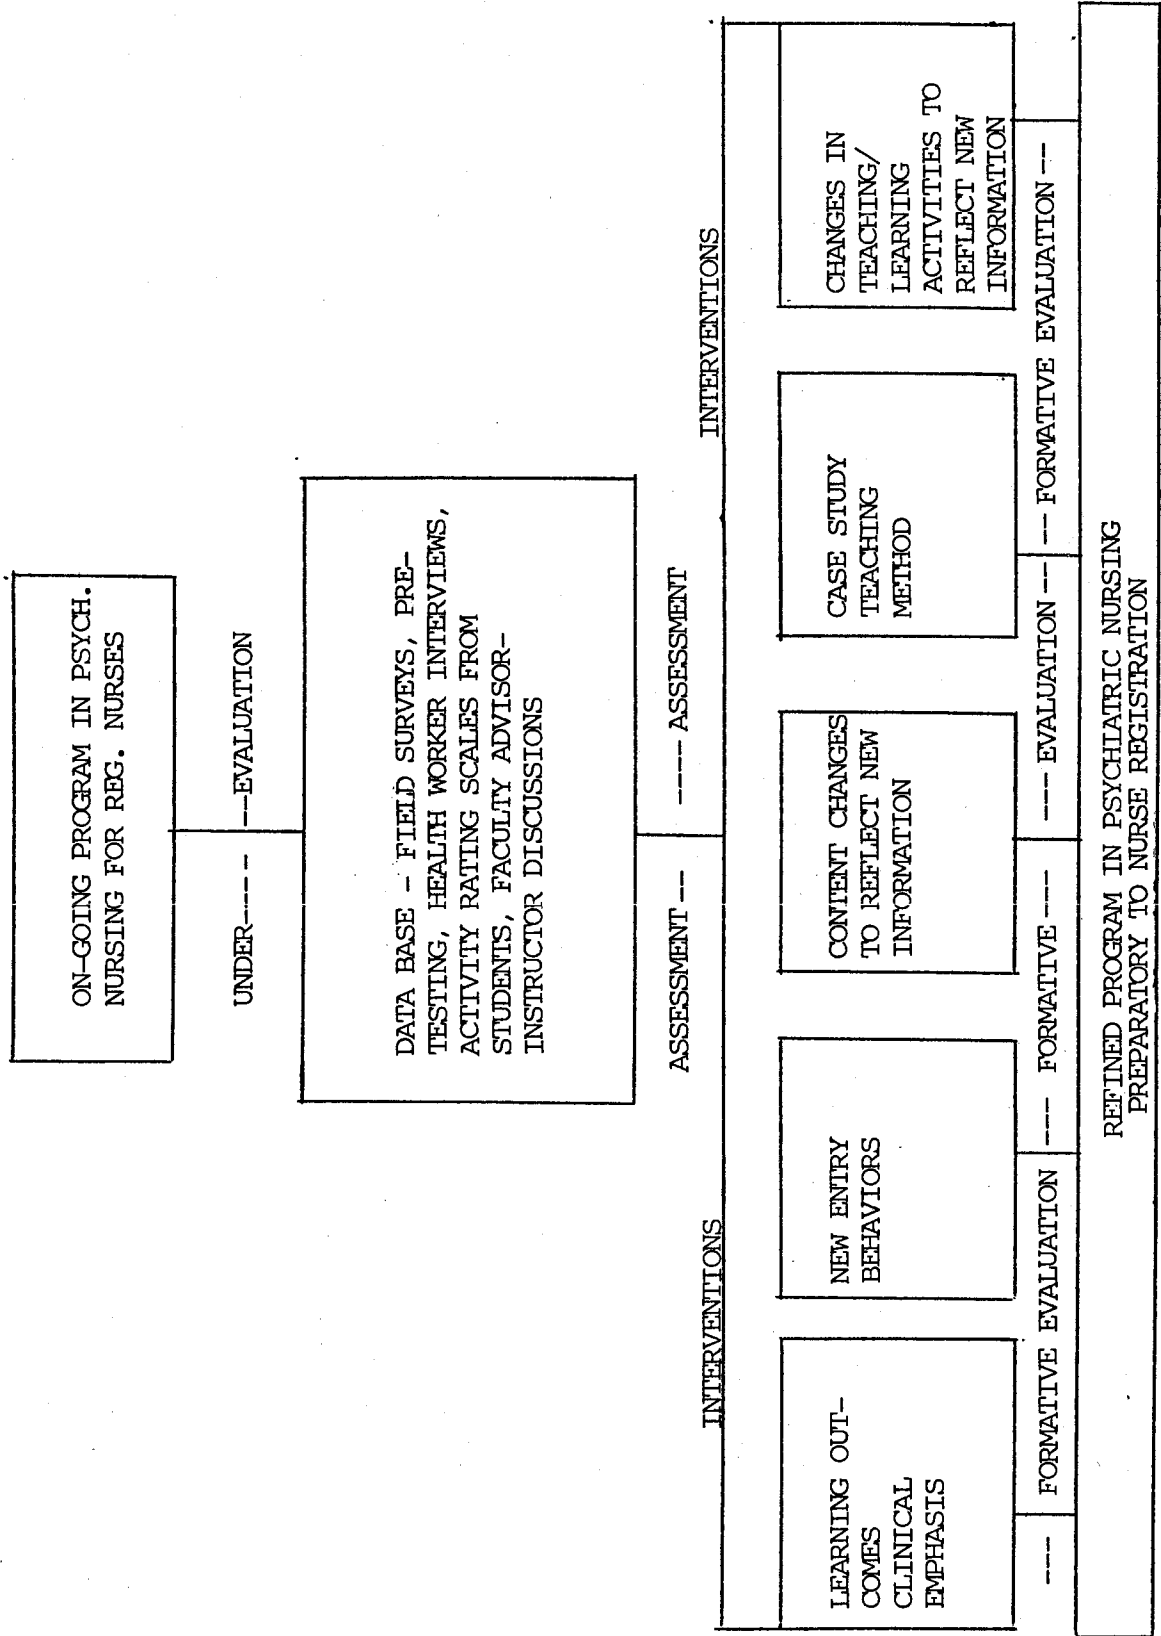 ON-GOING PROGRAM IN PSYCH.
NURSING FOR REG. NURSES
UNDER---- --EVALUATION
DATA BASE - FIELD SURVEYS, PRE-
TESTING, HEALTH WORKER INTERVIEWS,
ACTIVITY RATING SCALES FROM
STUDENTS, FACULTY ADVISOR-
INSTRUCTOR DISCUSSIONS
ASSESSMENT -- ---- ASSESSMENT
INTERVENTIONS INTERVENTIONS
LEARNING OUT-
COMES
CLINICAL
EMPHASIS
NEW ENTRY
BEHAVIORS
CONTENT CHANGES
TO REFLECT NEW
INFORMATION
CASE STUDY
TEACHING
METHOD
CHANGES IN
TEACHING/
LEARNING
ACTIVITIES TO
REFLECT NEW
INFORMATION
--- FORMATIVE EVALUATION --- FORMATIVE --- --- EVALUATION -- -- FORMATIVE EVALUATION --
REFINED PROGRAM IN PSYCHIATRIC NURSING
PREPARATORY TO NURSE REGISTRATION